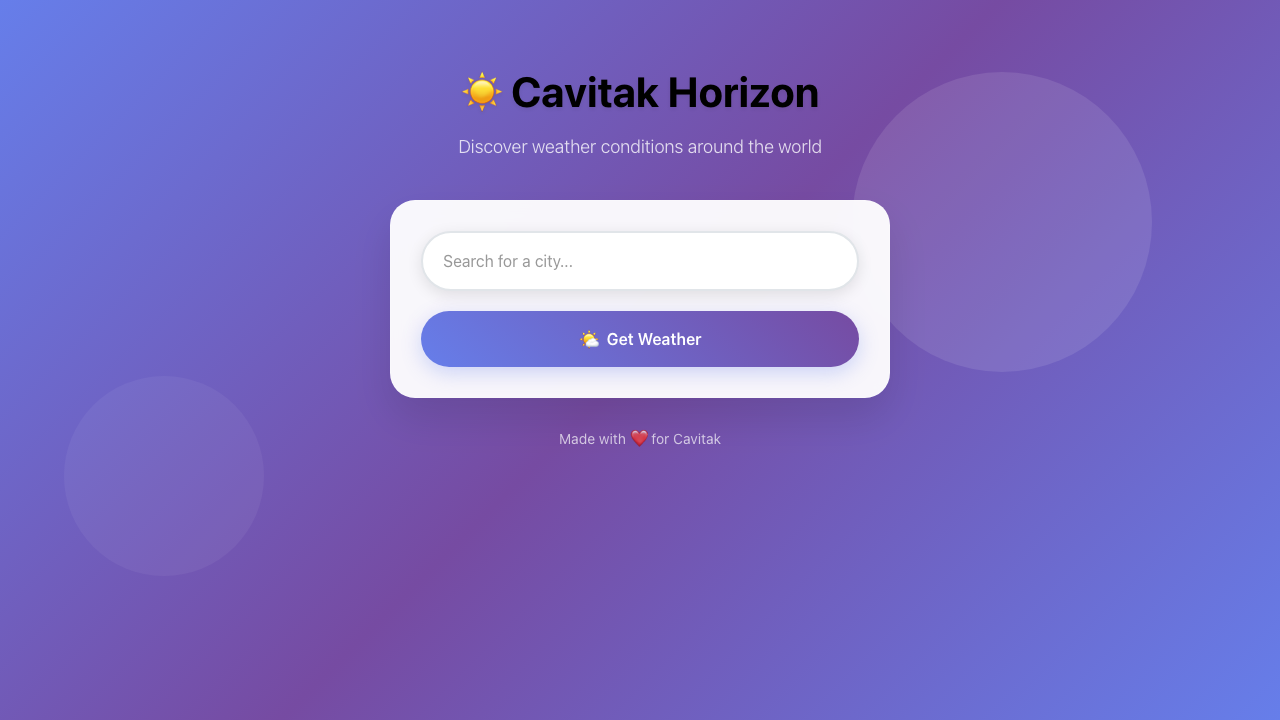 ☀️ Cavitak Horizon
Discover weather conditions around the world
Search for a city...
🌤️ Get Weather
Made with ❤️ for Cavitak